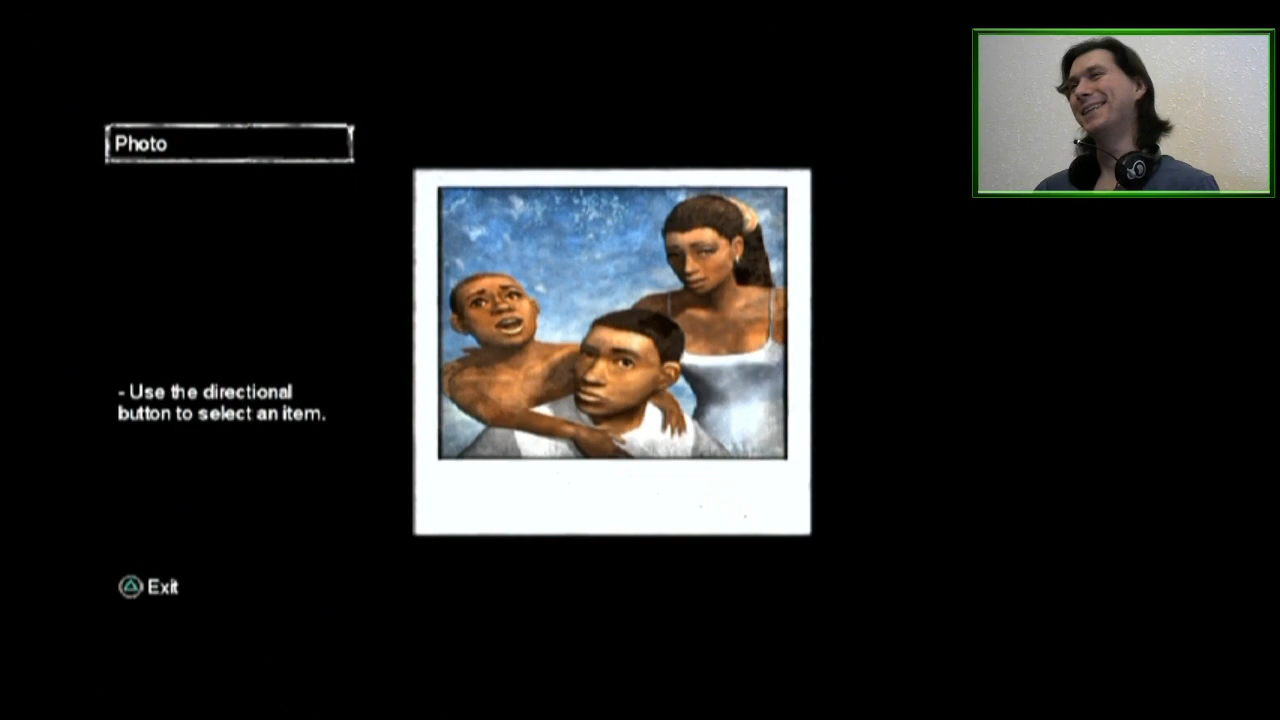 Photo
- Use the directional
button to select an item.
Exit